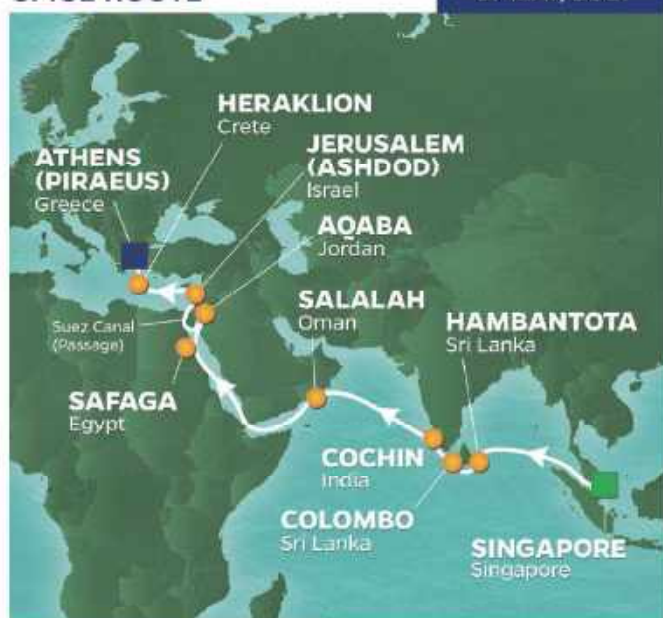 HERAKLION
Crete
JERUSALEM
(ASHDOD)
Israel
ATHENS
(PIRAEUS)
Greece
AQABA
Jordan
SALALAH
Oman
HAMBANTOTA
Sri Lanka
Suez Canal
(Passage)
SAFAGA
Egypt
COCHIN
India
COLOMBO
Sri Lanka
SINGAPORE
Singapore